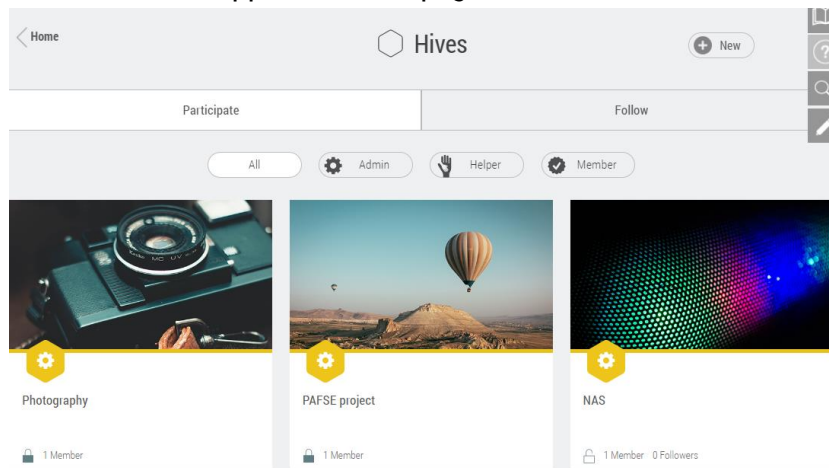 Home
Hives
New
Participate
Follow
All
Admin
Helper
Member
Photography
PAFSE project
NAS
1 Member
1 Member
1 Member 0 Followers